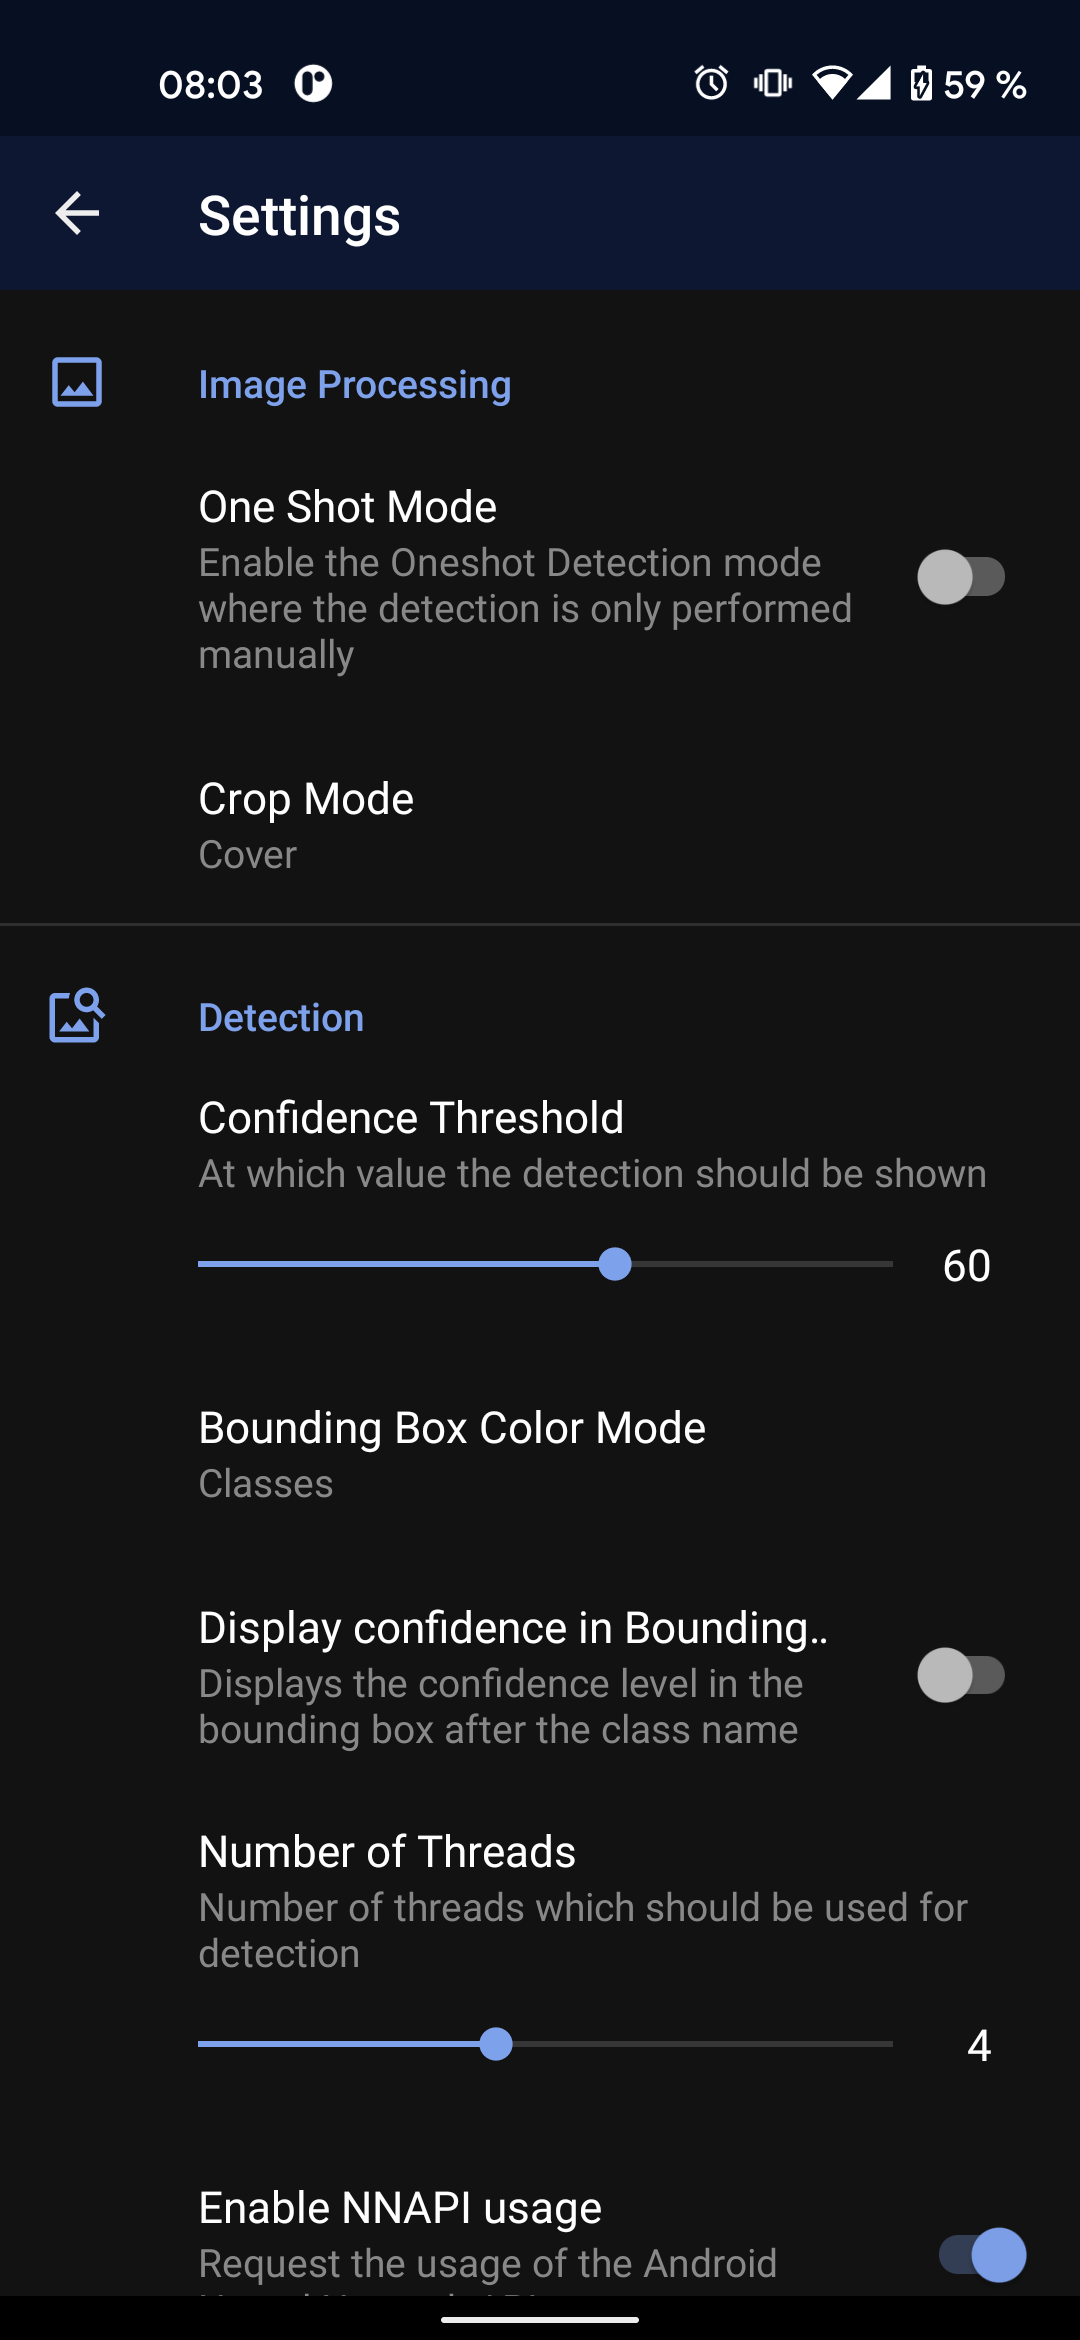 08:03
59 %
Settings
Image Processing
One Shot Mode
Enable the Oneshot Detection mode
where the detection is only performed
manually
Crop Mode
Cover
Detection
Confidence Threshold
At which value the detection should be shown
60
Bounding Box Color Mode
Classes
Display confidence in Bounding..
Displays the confidence level in the
bounding box after the class name
Number of Threads
Number of threads which should be used for
detection
4
Enable NNAPI usage
Request the usage of the Android